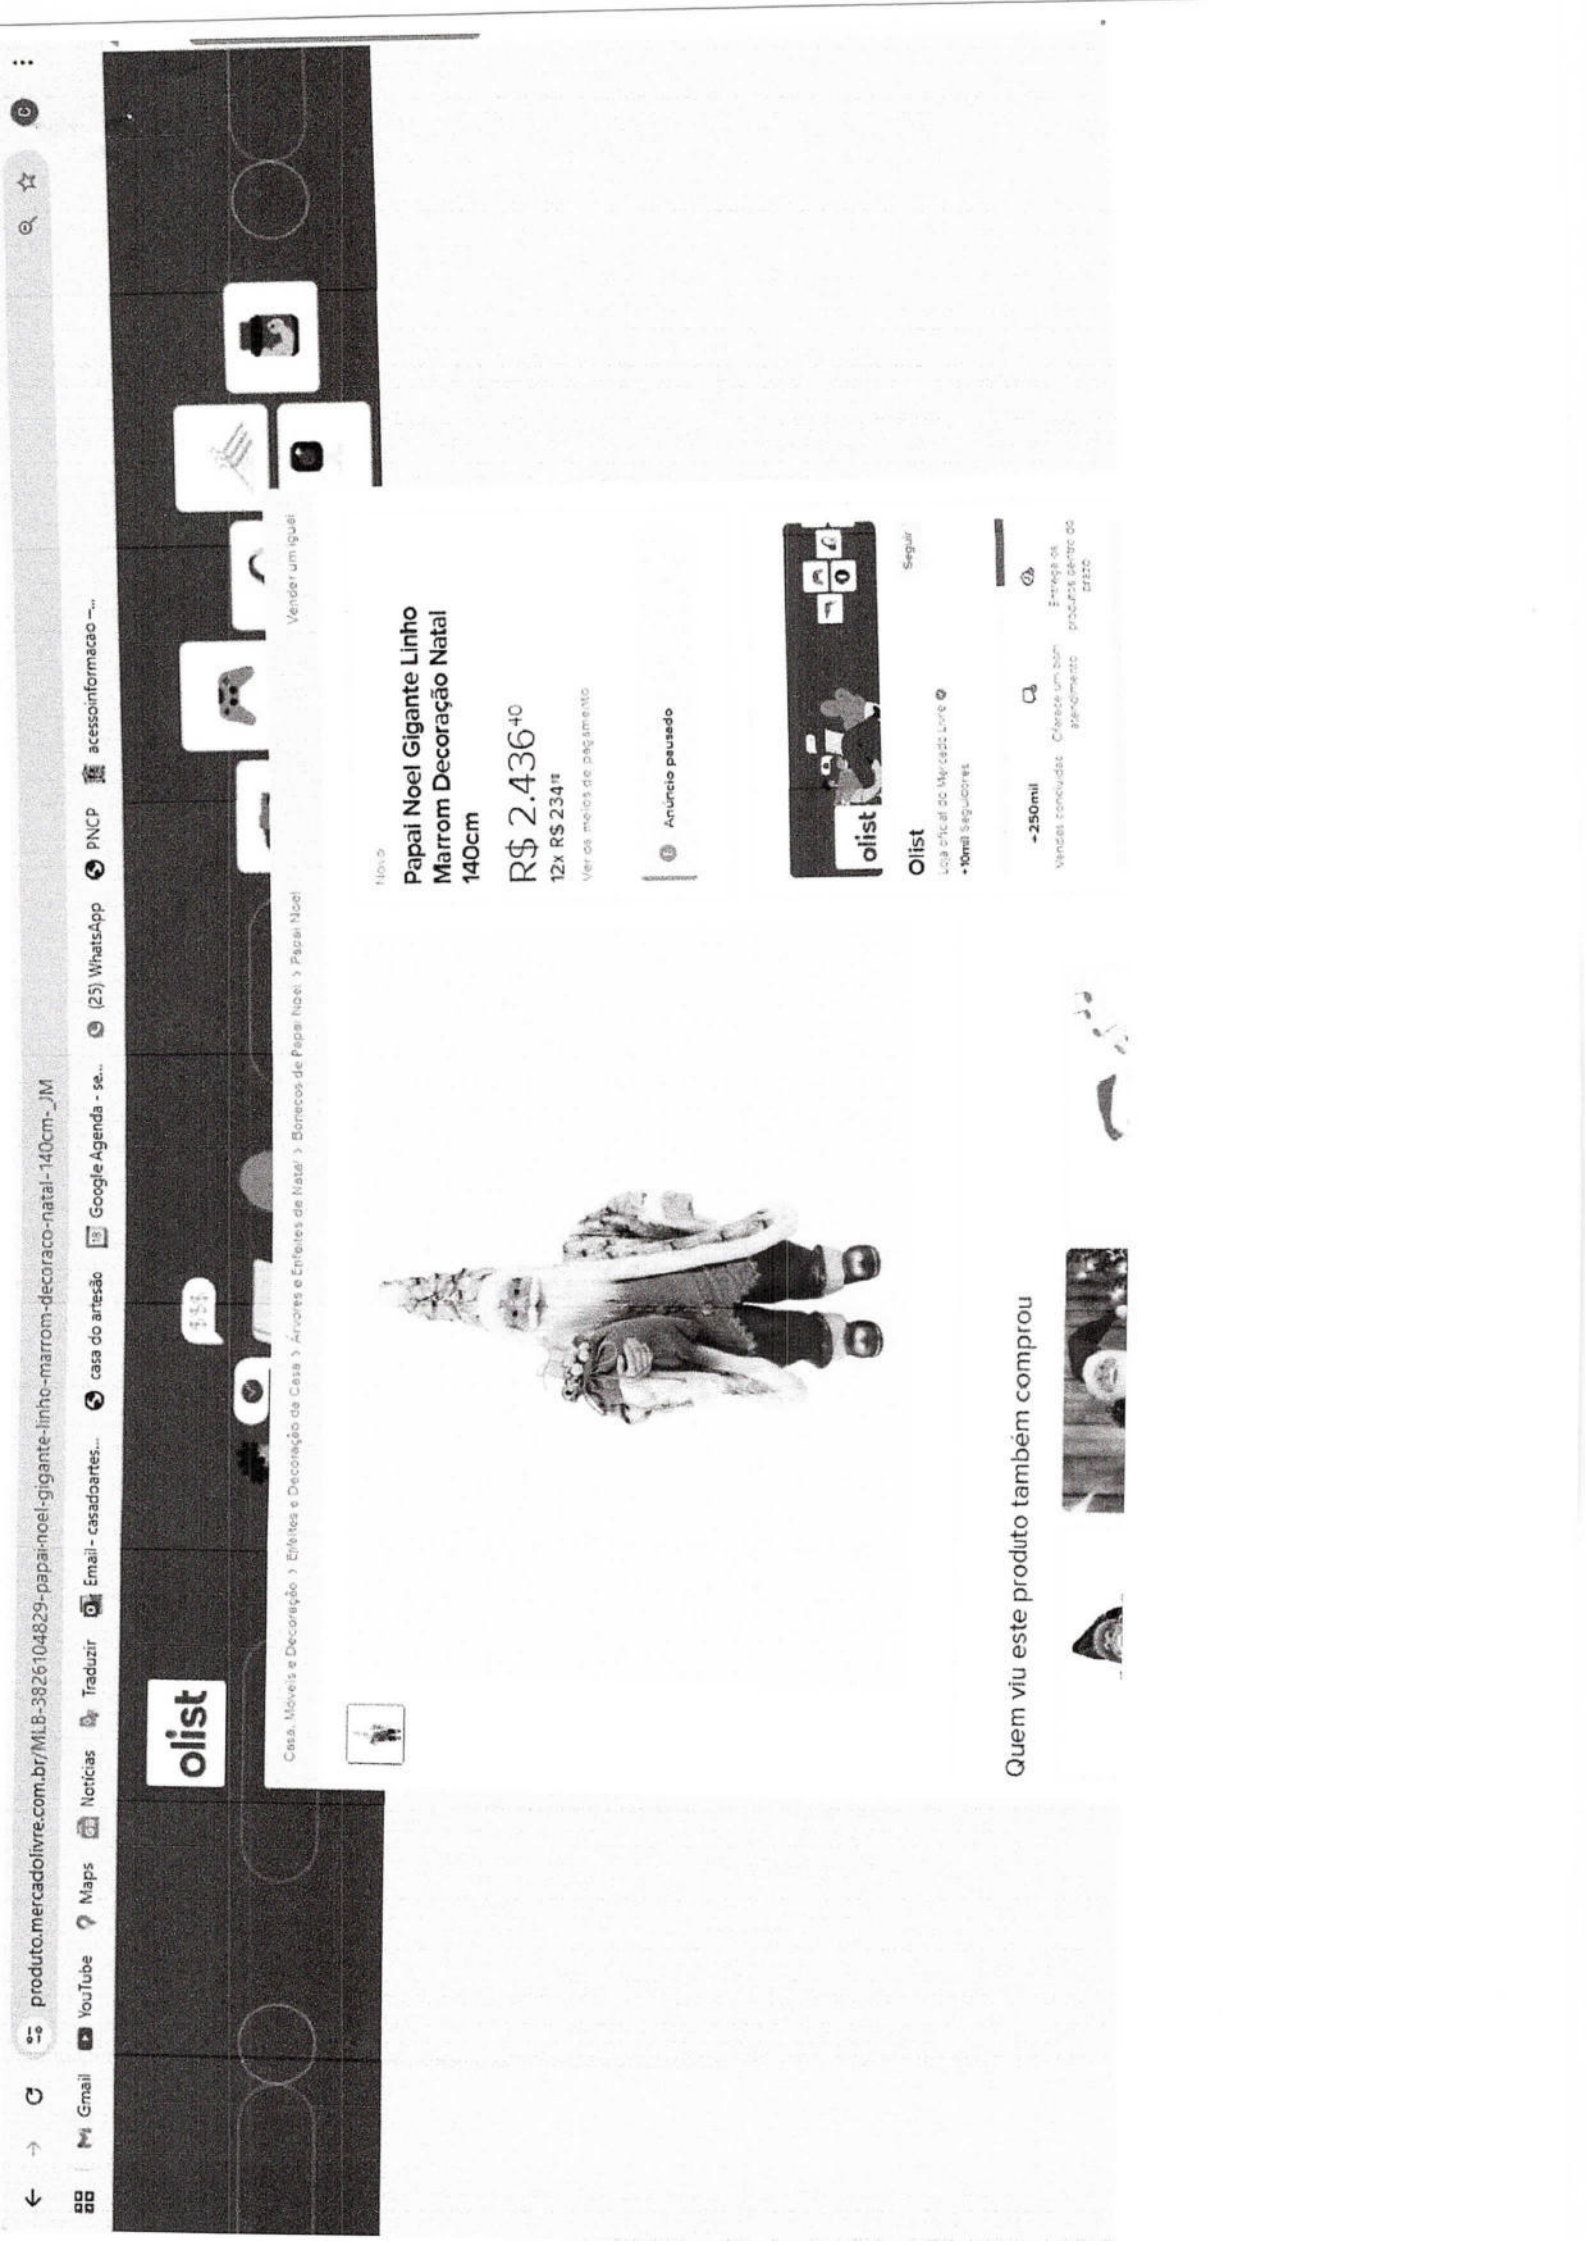 produto.mercadolivre.com.br/MLB-3826104829-papai-noel-gigante-linho-marrom-decoraco-natal-140cm-_JM
Gmail YouTube Maps Notícias Traduzir Email - casadoartes... casa do artesão Google Agenda - se... (25) WhatsApp PNCP acessoinformacao –...
olist
$$$
Casa, Móveis e Decoração > Enfeites e Decoração da Casa > Árvores e Enfeites de Natal > Bonecos de Papai Noel > Papai Noel
Vender um igual
Novo
Papai Noel Gigante Linho
Marrom Decoração Natal
140cm
R$ 2.436 40
12x R$ 234 18
Ver os meios de pagamento
Anúncio pausado
olist
Olist
Seguir
Loja oficial do Mercado Livre
+10mil Seguidores
+250mil
Vendas concluídas
Oferece um bom
atendimento
Entrega os
produtos dentro do
prazo
Quem viu este produto também comprou